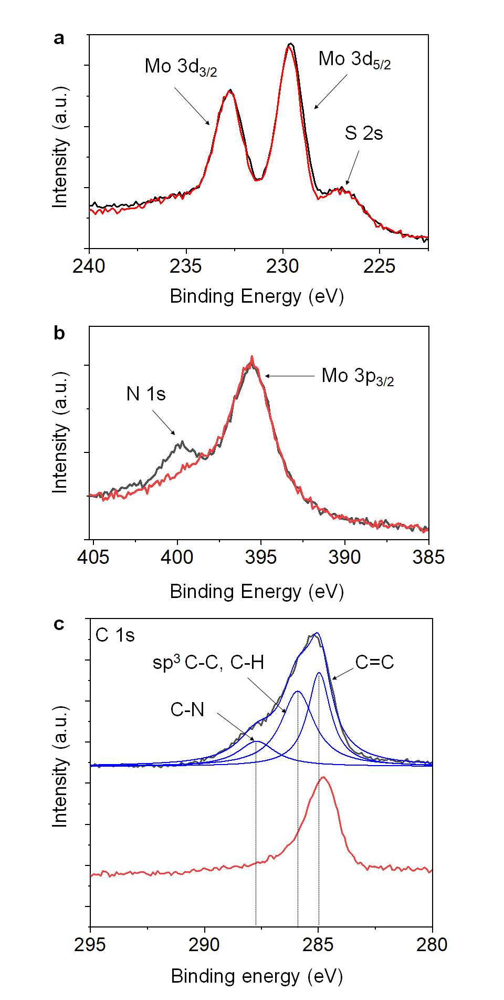 a
Mo 3d3/2
Mo 3d5/2
S 2s
Intensity (a.u.)
240 235 230 225
Binding Energy (eV)
b
N 1s
Mo 3p3/2
Intensity (a.u.)
405 400 395 390 385
Binding Energy (eV)
c
C 1s
sp3 C-C, C-H
C=C
C-N
Intensity (a.u.)
295 290 285 280
Binding energy (eV)